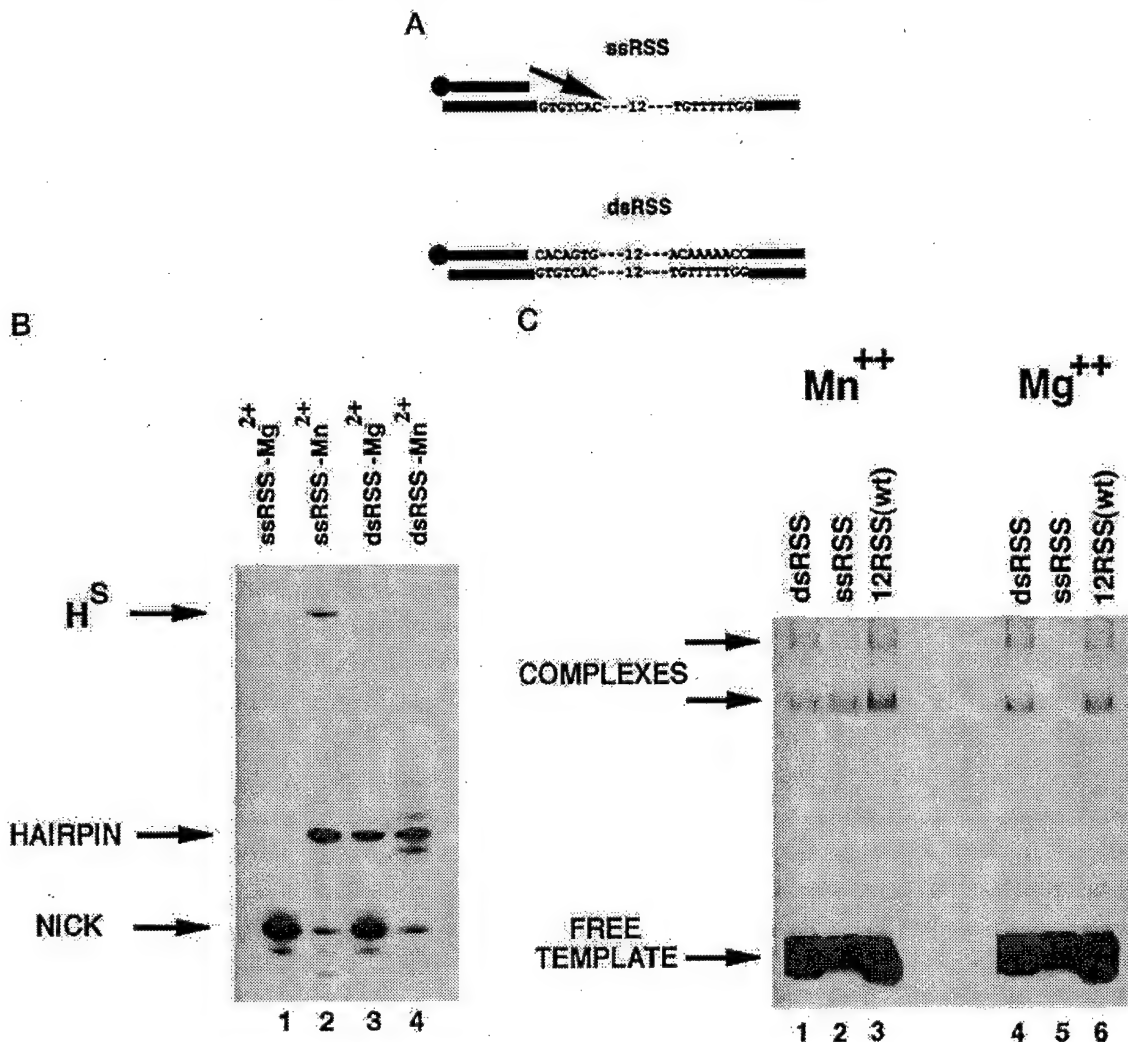 A
ssRSS
GTGTCAC---12---TGTTTTTGG
dsRSS
CACAGTG---12---ACAAAAACC
GTGTCAC---12---TGTTTTTGG
B
ssRSS-Mg2+
ssRSS-Mn2+
dsRSS-Mg2+
dsRSS-Mn2+
HS
HAIRPIN
NICK
1 2 3 4
C
Mn++ Mg++
dsRSS
ssRSS
12RSS(wt)
dsRSS
ssRSS
12RSS(wt)
COMPLEXES
FREE
TEMPLATE
1 2 3 4 5 6